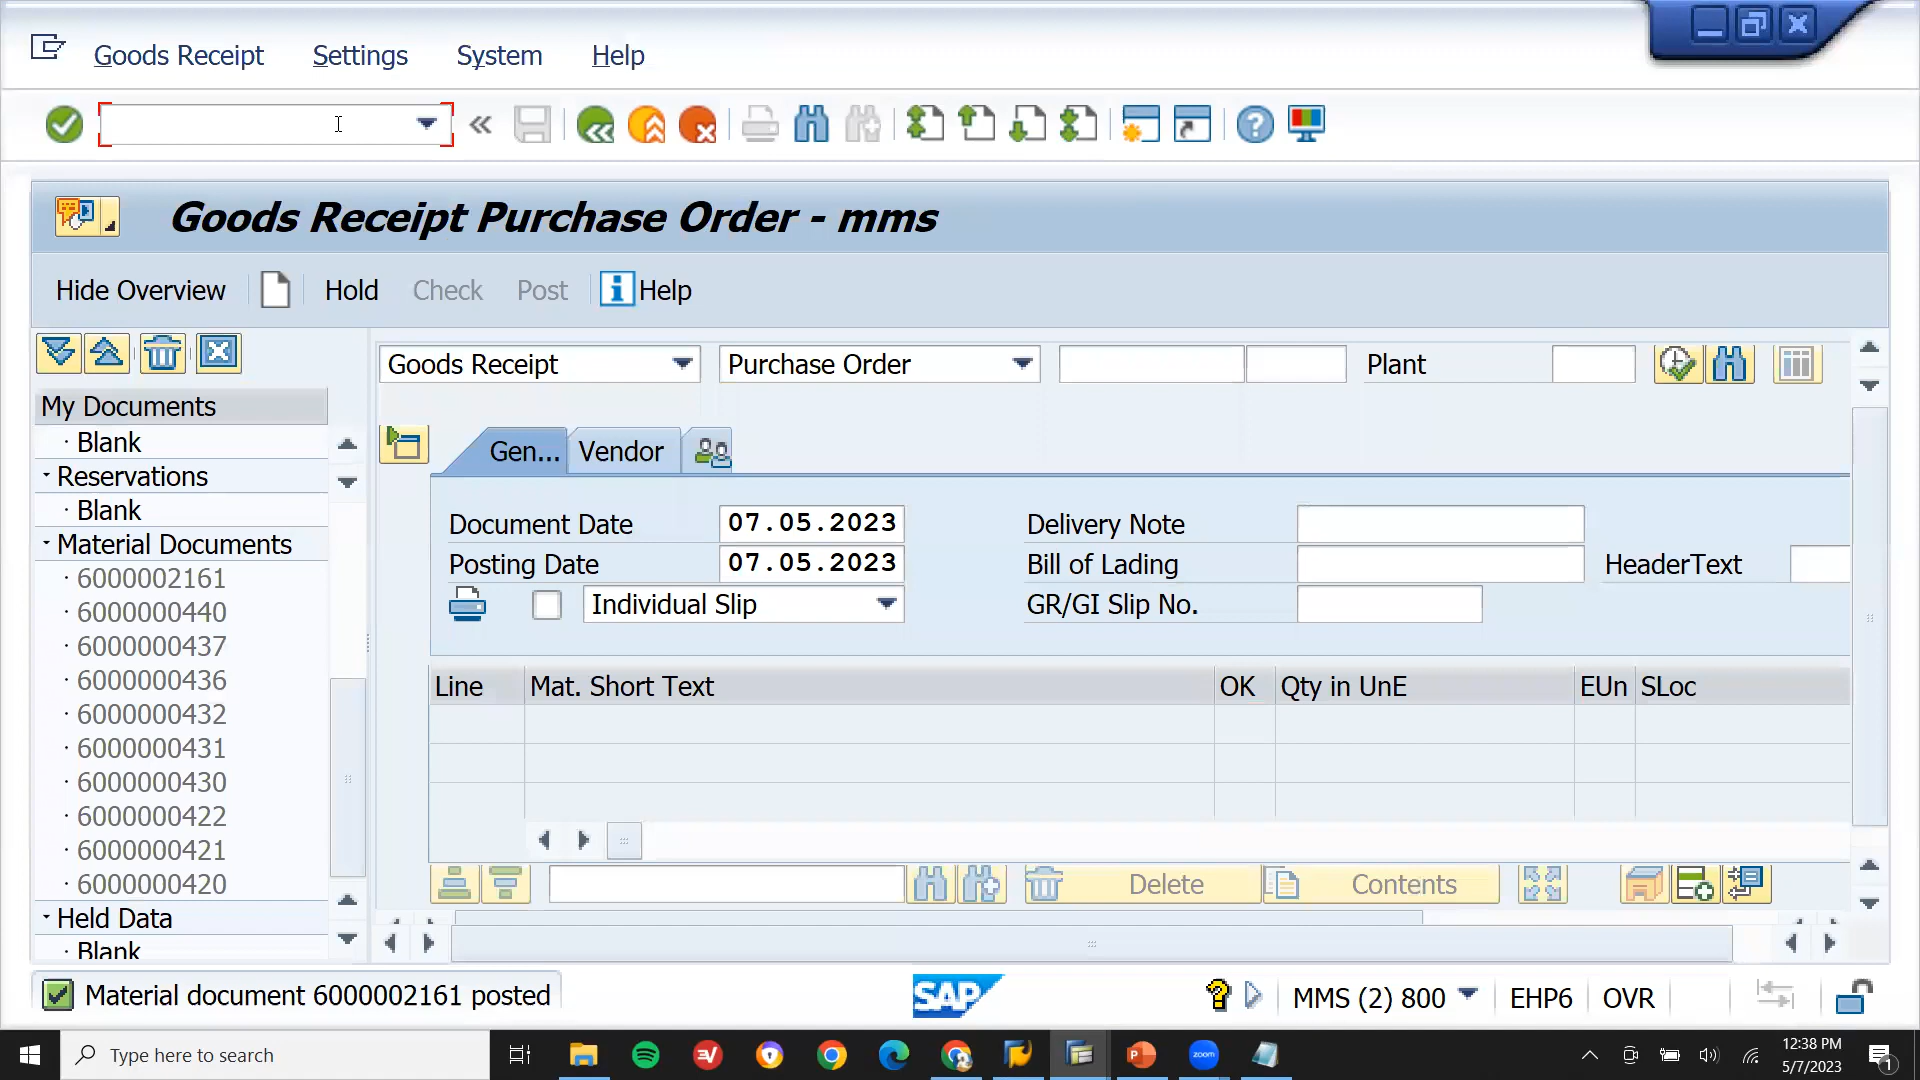 Goods Receipt Settings System Help
Goods Receipt Purchase Order - mms
Hide Overview Hold Check Post Help
Goods Receipt Purchase Order Plant
My Documents
Blank
Reservations
Blank
Material Documents
6000002161
6000000440
6000000437
6000000436
6000000432
6000000431
6000000430
6000000422
6000000421
6000000420
Held Data
Blank
Gen... Vendor
Document Date 07.05.2023 Delivery Note
Posting Date 07.05.2023 Bill of Lading HeaderText
Individual Slip GR/GI Slip No.
Line Mat. Short Text OK Qty in UnE EUn SLoc
Delete Contents
Material document 6000002161 posted SAP MMS (2) 800 EHP6 OVR
Type here to search zoom 12:38 PM
5/7/2023 1